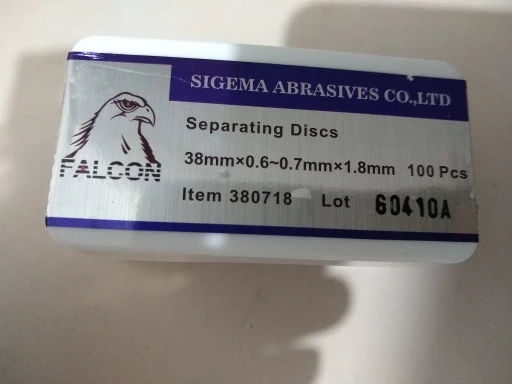 SIGEMA ABRASIVES CO.,LTD
FALCON
Separating Discs
38mm×0.6~0.7mm×1.8mm 100 Pcs
Item 380718 Lot 60410A